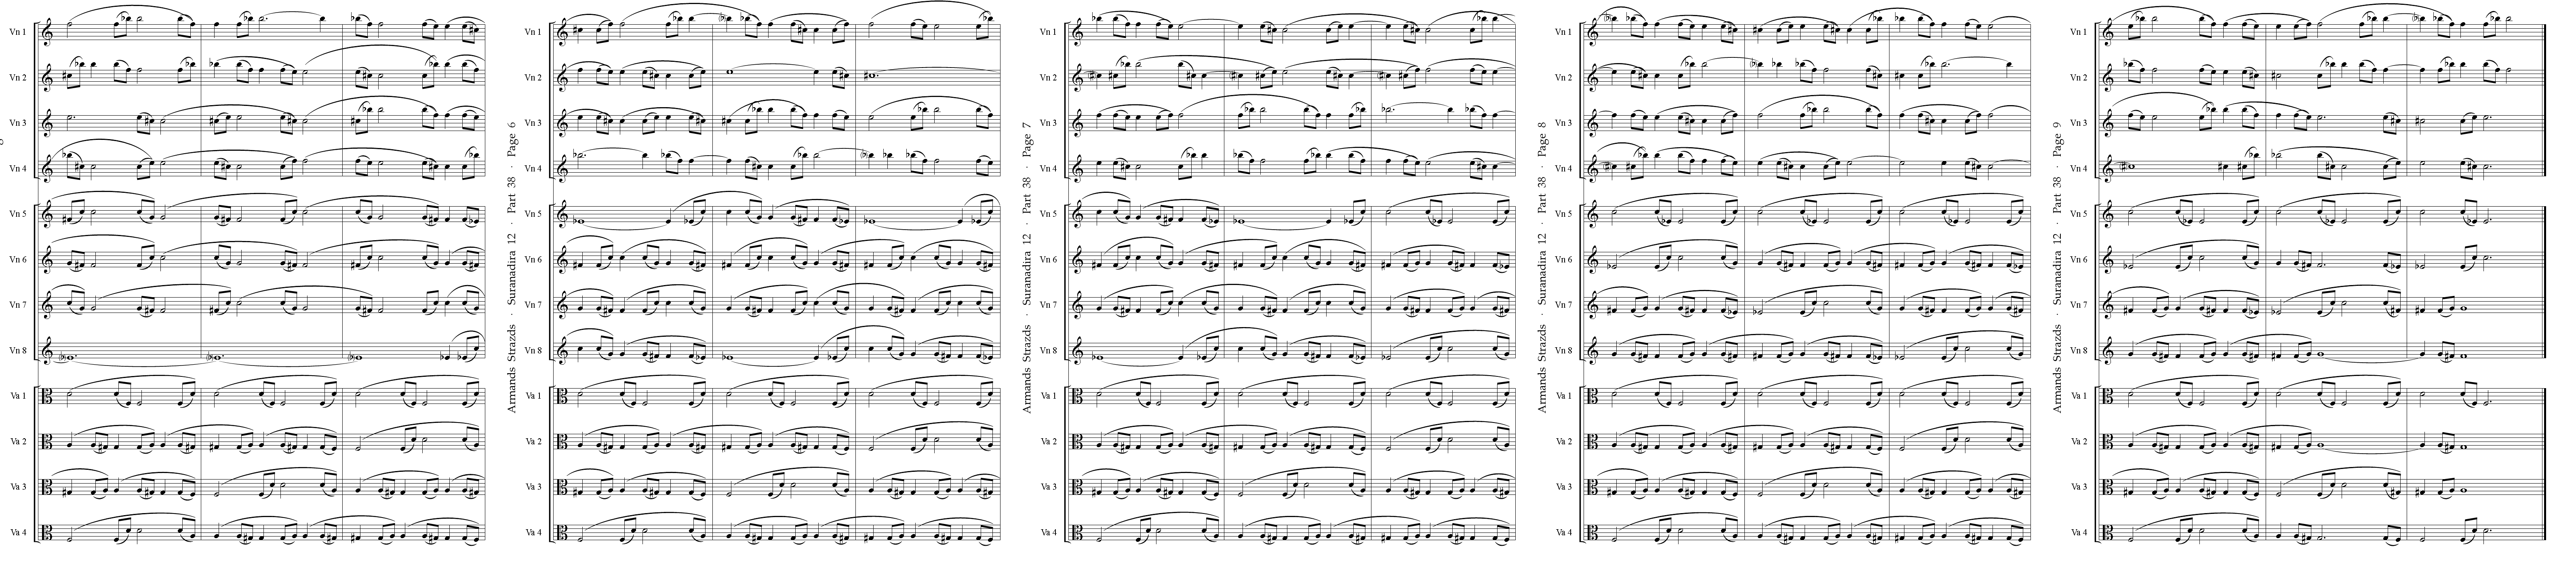 Vn 1
Vn 2
Vn 3
Vn 4
Vn 5
Vn 6
Vn 7
Vn 8
Va 1
Va 2
Va 3
Va 4
Armands Strazds · Suranadira 12 · Part 38 · Page 6
Vn 1
Vn 2
Vn 3
Vn 4
Vn 5
Vn 6
Vn 7
Vn 8
Va 1
Va 2
Va 3
Va 4
Armands Strazds · Suranadira 12 · Part 38 · Page 7
Vn 1
Vn 2
Vn 3
Vn 4
Vn 5
Vn 6
Vn 7
Vn 8
Va 1
Va 2
Va 3
Va 4
Armands Strazds · Suranadira 12 · Part 38 · Page 8
Vn 1
Vn 2
Vn 3
Vn 4
Vn 5
Vn 6
Vn 7
Vn 8
Va 1
Va 2
Va 3
Va 4
Armands Strazds · Suranadira 12 · Part 38 · Page 9
Vn 1
Vn 2
Vn 3
Vn 4
Vn 5
Vn 6
Vn 7
Vn 8
Va 1
Va 2
Va 3
Va 4